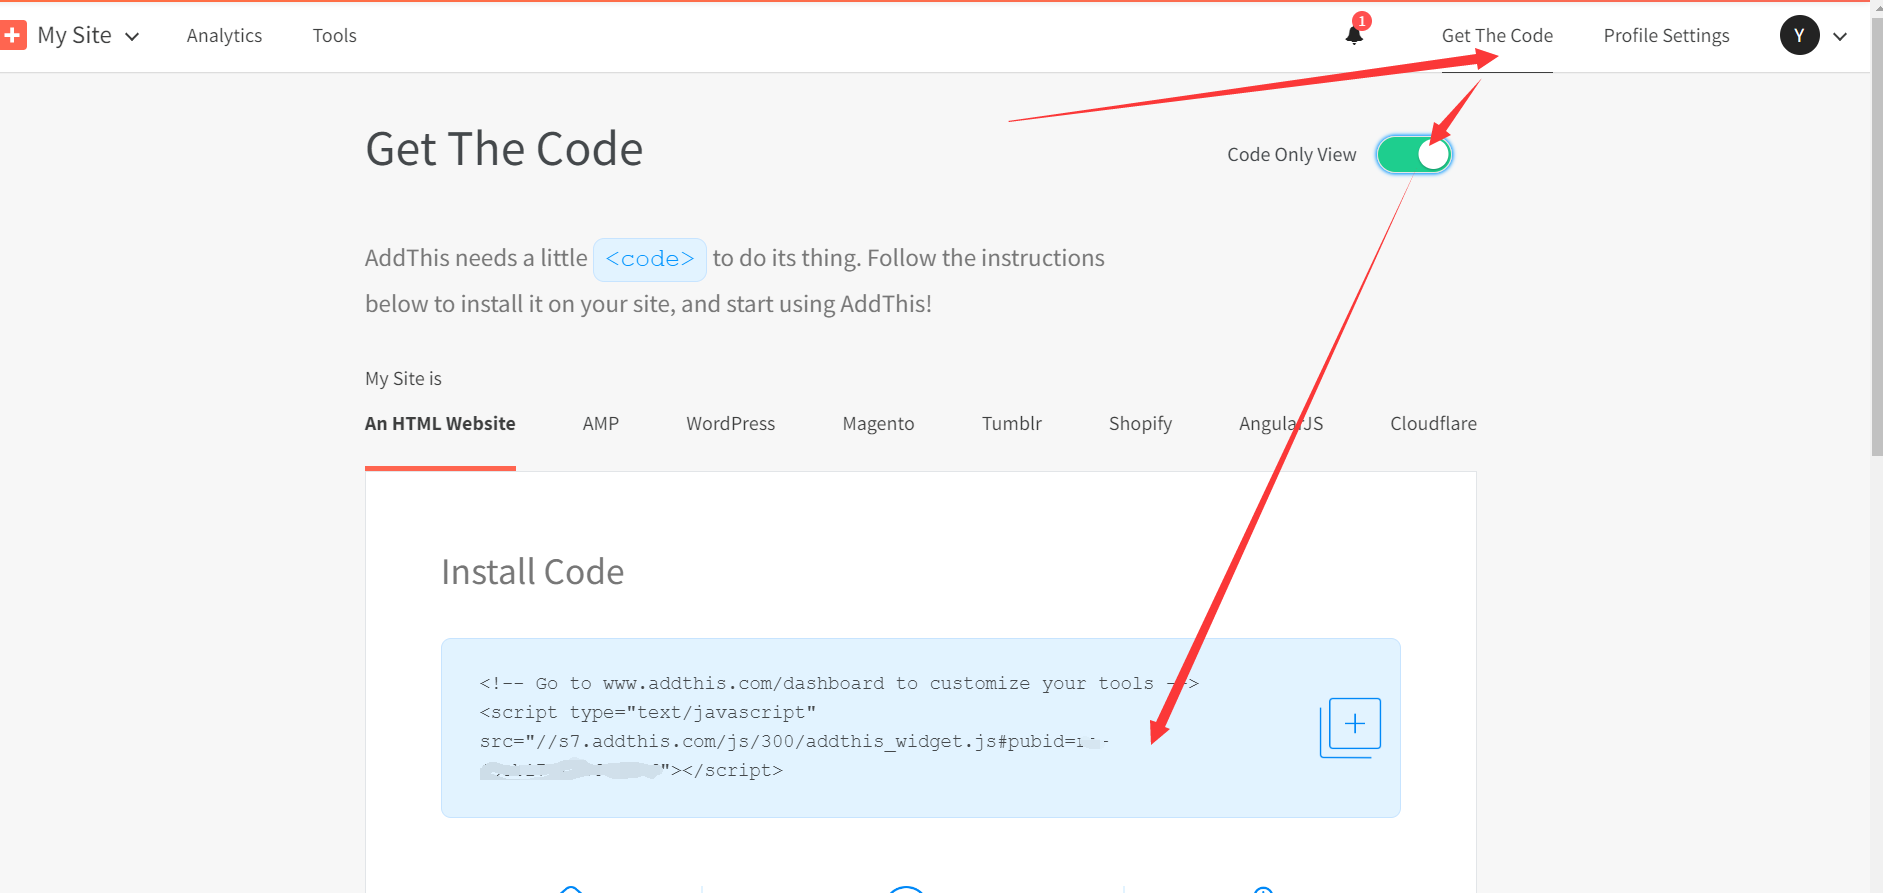 My Site
Analytics
Tools
1
Get The Code
Profile Settings
Y
Get The Code
Code Only View
AddThis needs a little <code> to do its thing. Follow the instructions
below to install it on your site, and start using AddThis!
My Site is
An HTML Website
AMP
WordPress
Magento
Tumblr
Shopify
AngularJS
Cloudflare
Install Code
<!-- Go to www.addthis.com/dashboard to customize your tools -->
<script type="text/javascript"
src="//s7.addthis.com/js/300/addthis_widget.js#pubid=
"></script>